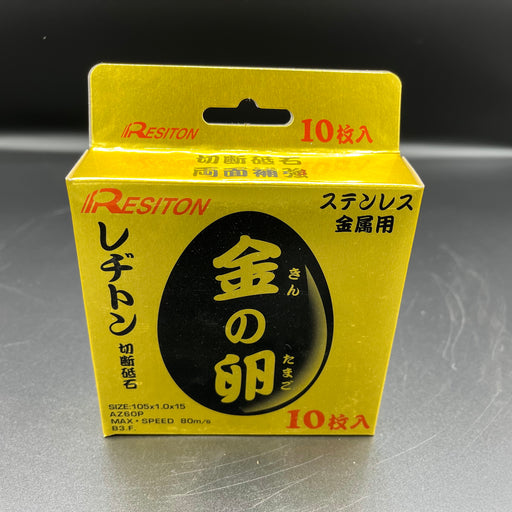 RESITON
10枚入
切断砥石
両面補強
RESITON
ステンレス
金属用
レヂトン
切断砥石
金の卵
きん
たまご
SIZE:105x1.0x15
AZ60P
MAX・SPEED 80m/s
B3.F.
10枚入